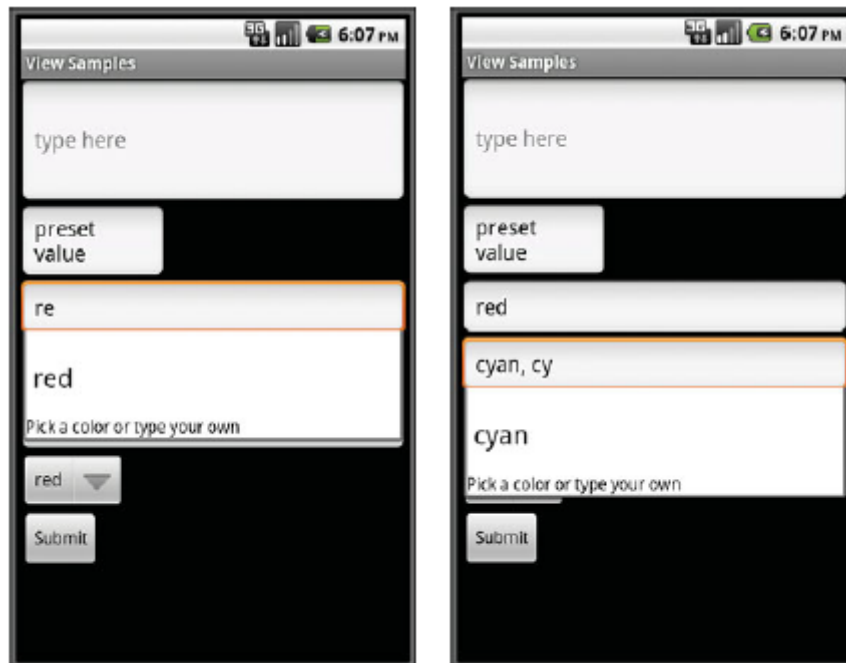 3G 6:07 PM
View Samples
type here
preset
value
re
red
Pick a color or type your own
red
Submit
3G 6:07 PM
View Samples
type here
preset
value
red
cyan, cy
cyan
Pick a color or type your own
Submit